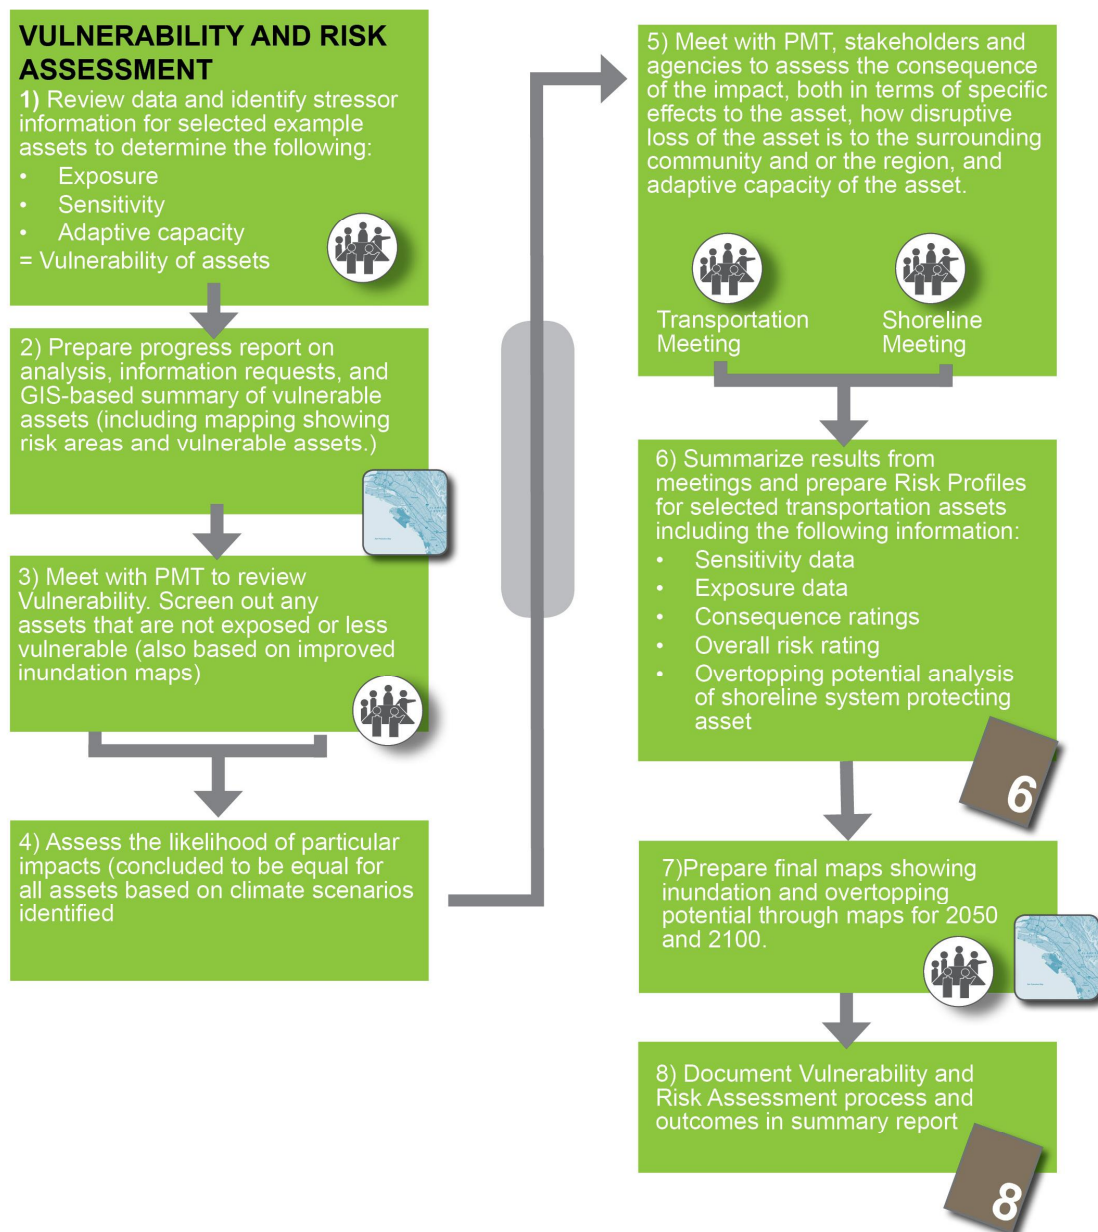 VULNERABILITY AND RISK
ASSESSMENT
1) Review data and identify stressor
information for selected example
assets to determine the following:
• Exposure
• Sensitivity
• Adaptive capacity
= Vulnerability of assets
2) Prepare progress report on
analysis, information requests, and
GIS-based summary of vulnerable
assets (including mapping showing
risk areas and vulnerable assets.)
3) Meet with PMT to review
Vulnerability. Screen out any
assets that are not exposed or less
vulnerable (also based on improved
inundation maps)
4) Assess the likelihood of particular
impacts (concluded to be equal for
all assets based on climate scenarios
identified
5) Meet with PMT, stakeholders and
agencies to assess the consequence
of the impact, both in terms of specific
effects to the asset, how disruptive
loss of the asset is to the surrounding
community and or the region, and
adaptive capacity of the asset.
Transportation
Meeting
Shoreline
Meeting
6) Summarize results from
meetings and prepare Risk Profiles
for selected transportation assets
including the following information:
• Sensitivity data
• Exposure data
• Consequence ratings
• Overall risk rating
• Overtopping potential analysis
of shoreline system protecting
asset
6
7)Prepare final maps showing
inundation and overtopping
potential through maps for 2050
and 2100.
8) Document Vulnerability and
Risk Assessment process and
outcomes in summary report
8